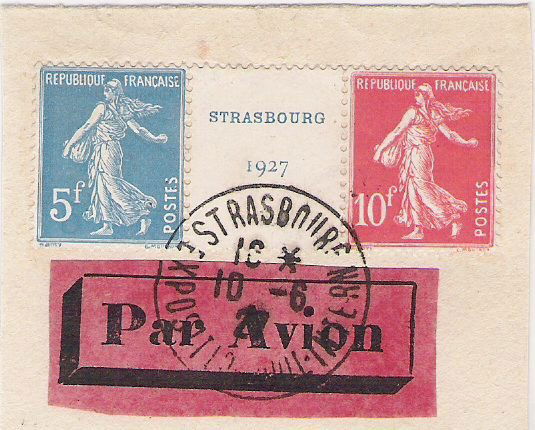 REPUBLIQUE FRANÇAISE
5f
POSTES
STRASBOURG
1927
REPUBLIQUE FRANÇAISE
10f
POSTES
STRASBOURG
16 *
10 -6
Par Avion